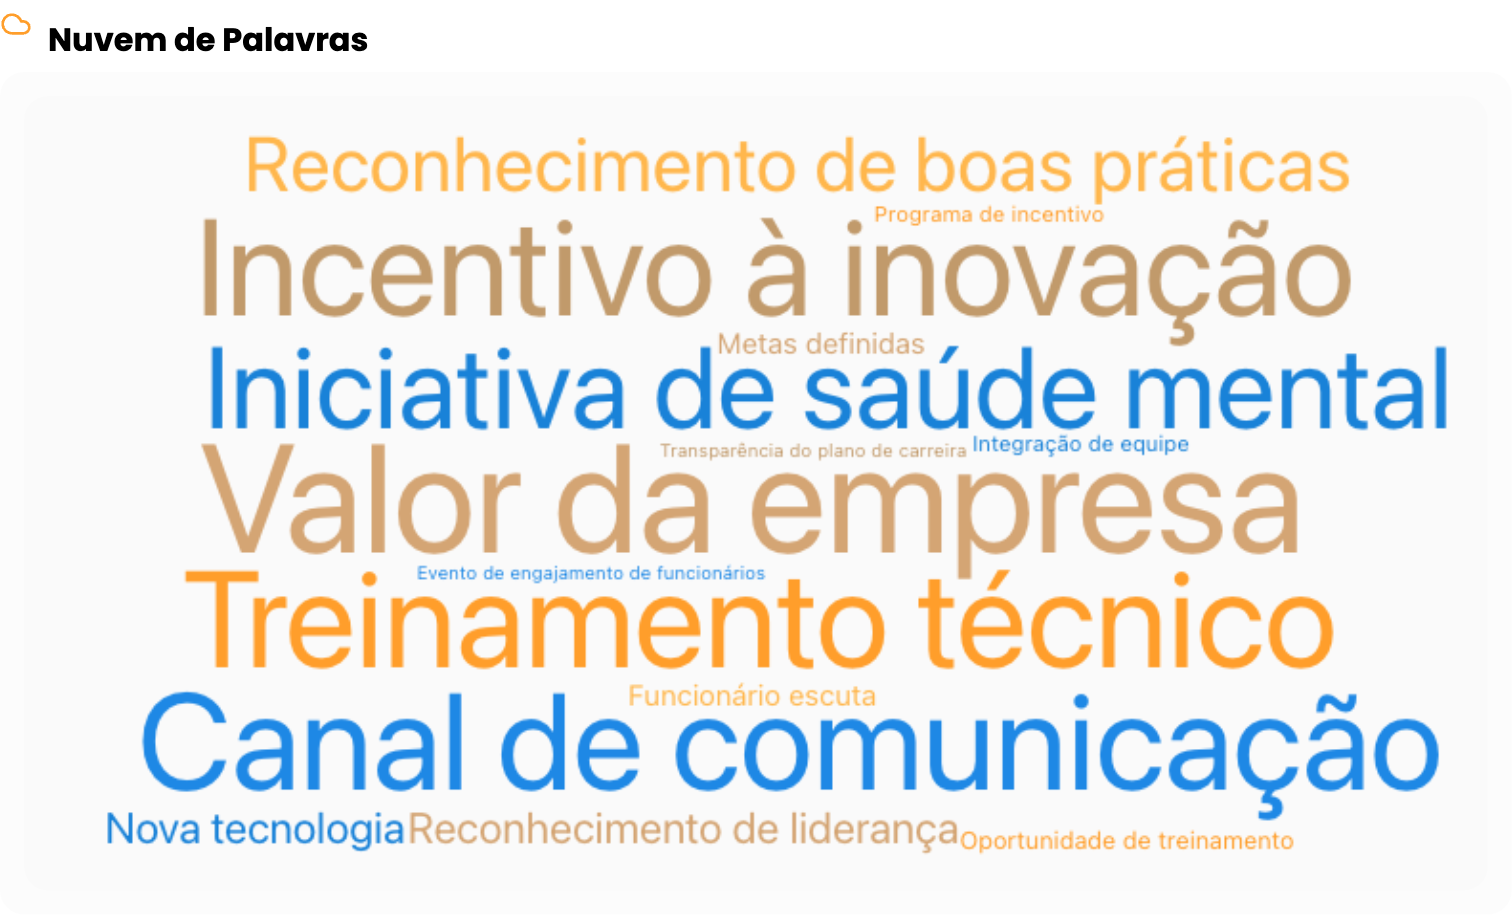 Nuvem de Palavras
Reconhecimento de boas práticas
Programa de incentivo
Incentivo à inovação
Metas definidas
Iniciativa de saúde mental
Transparência do plano de carreira
Integração de equipe
Valor da empresa
Evento de engajamento de funcionários
Treinamento técnico
Funcionário escuta
Canal de comunicação
Nova tecnologia
Reconhecimento de liderança
Oportunidade de treinamento